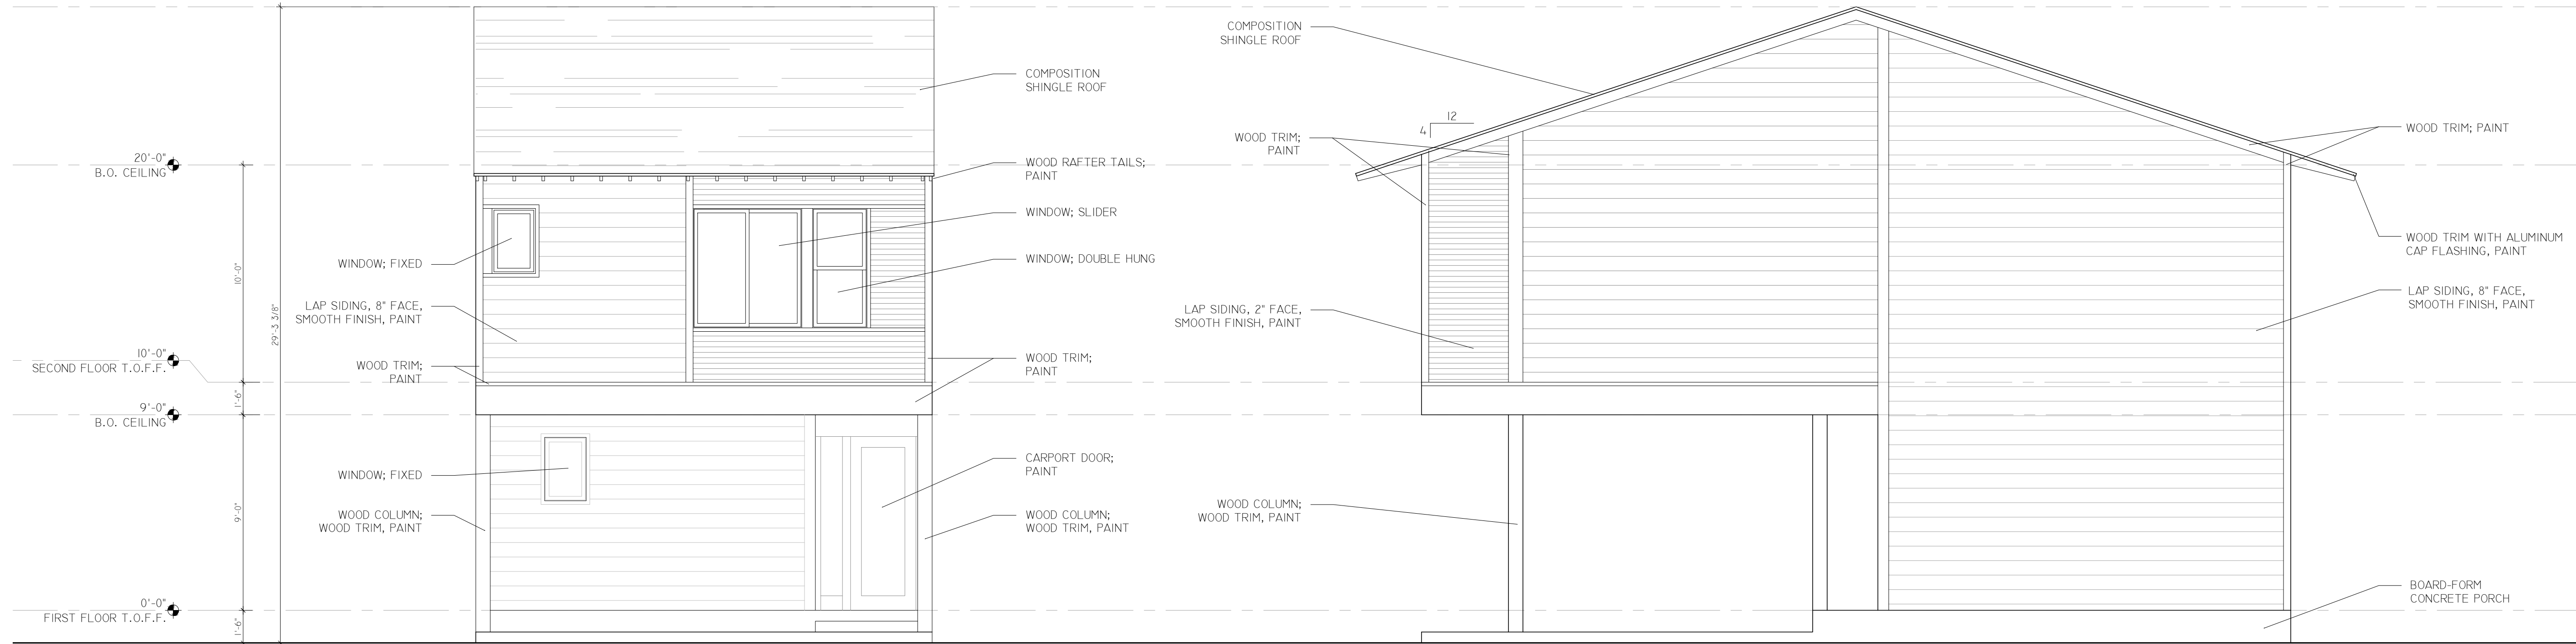 20'-0"
B.O. CEILING
10'-0"
SECOND FLOOR T.O.F.F.
9'-0"
B.O. CEILING
0'-0"
FIRST FLOOR T.O.F.F.
10'-0"
1'-6"
9'-0"
1'-6"
29'-3 3/8"
WINDOW; FIXED
LAP SIDING, 8" FACE,
SMOOTH FINISH, PAINT
WOOD TRIM;
PAINT
WINDOW; FIXED
WOOD COLUMN;
WOOD TRIM, PAINT
COMPOSITION
SHINGLE ROOF
WOOD RAFTER TAILS;
PAINT
WINDOW; SLIDER
WINDOW; DOUBLE HUNG
WOOD TRIM;
PAINT
CARPORT DOOR;
PAINT
WOOD COLUMN;
WOOD TRIM, PAINT
COMPOSITION
SHINGLE ROOF
12
4
WOOD TRIM;
PAINT
LAP SIDING, 2" FACE,
SMOOTH FINISH, PAINT
WOOD COLUMN;
WOOD TRIM, PAINT
WOOD TRIM; PAINT
WOOD TRIM WITH ALUMINUM
CAP FLASHING, PAINT
LAP SIDING, 8" FACE,
SMOOTH FINISH, PAINT
BOARD-FORM
CONCRETE PORCH